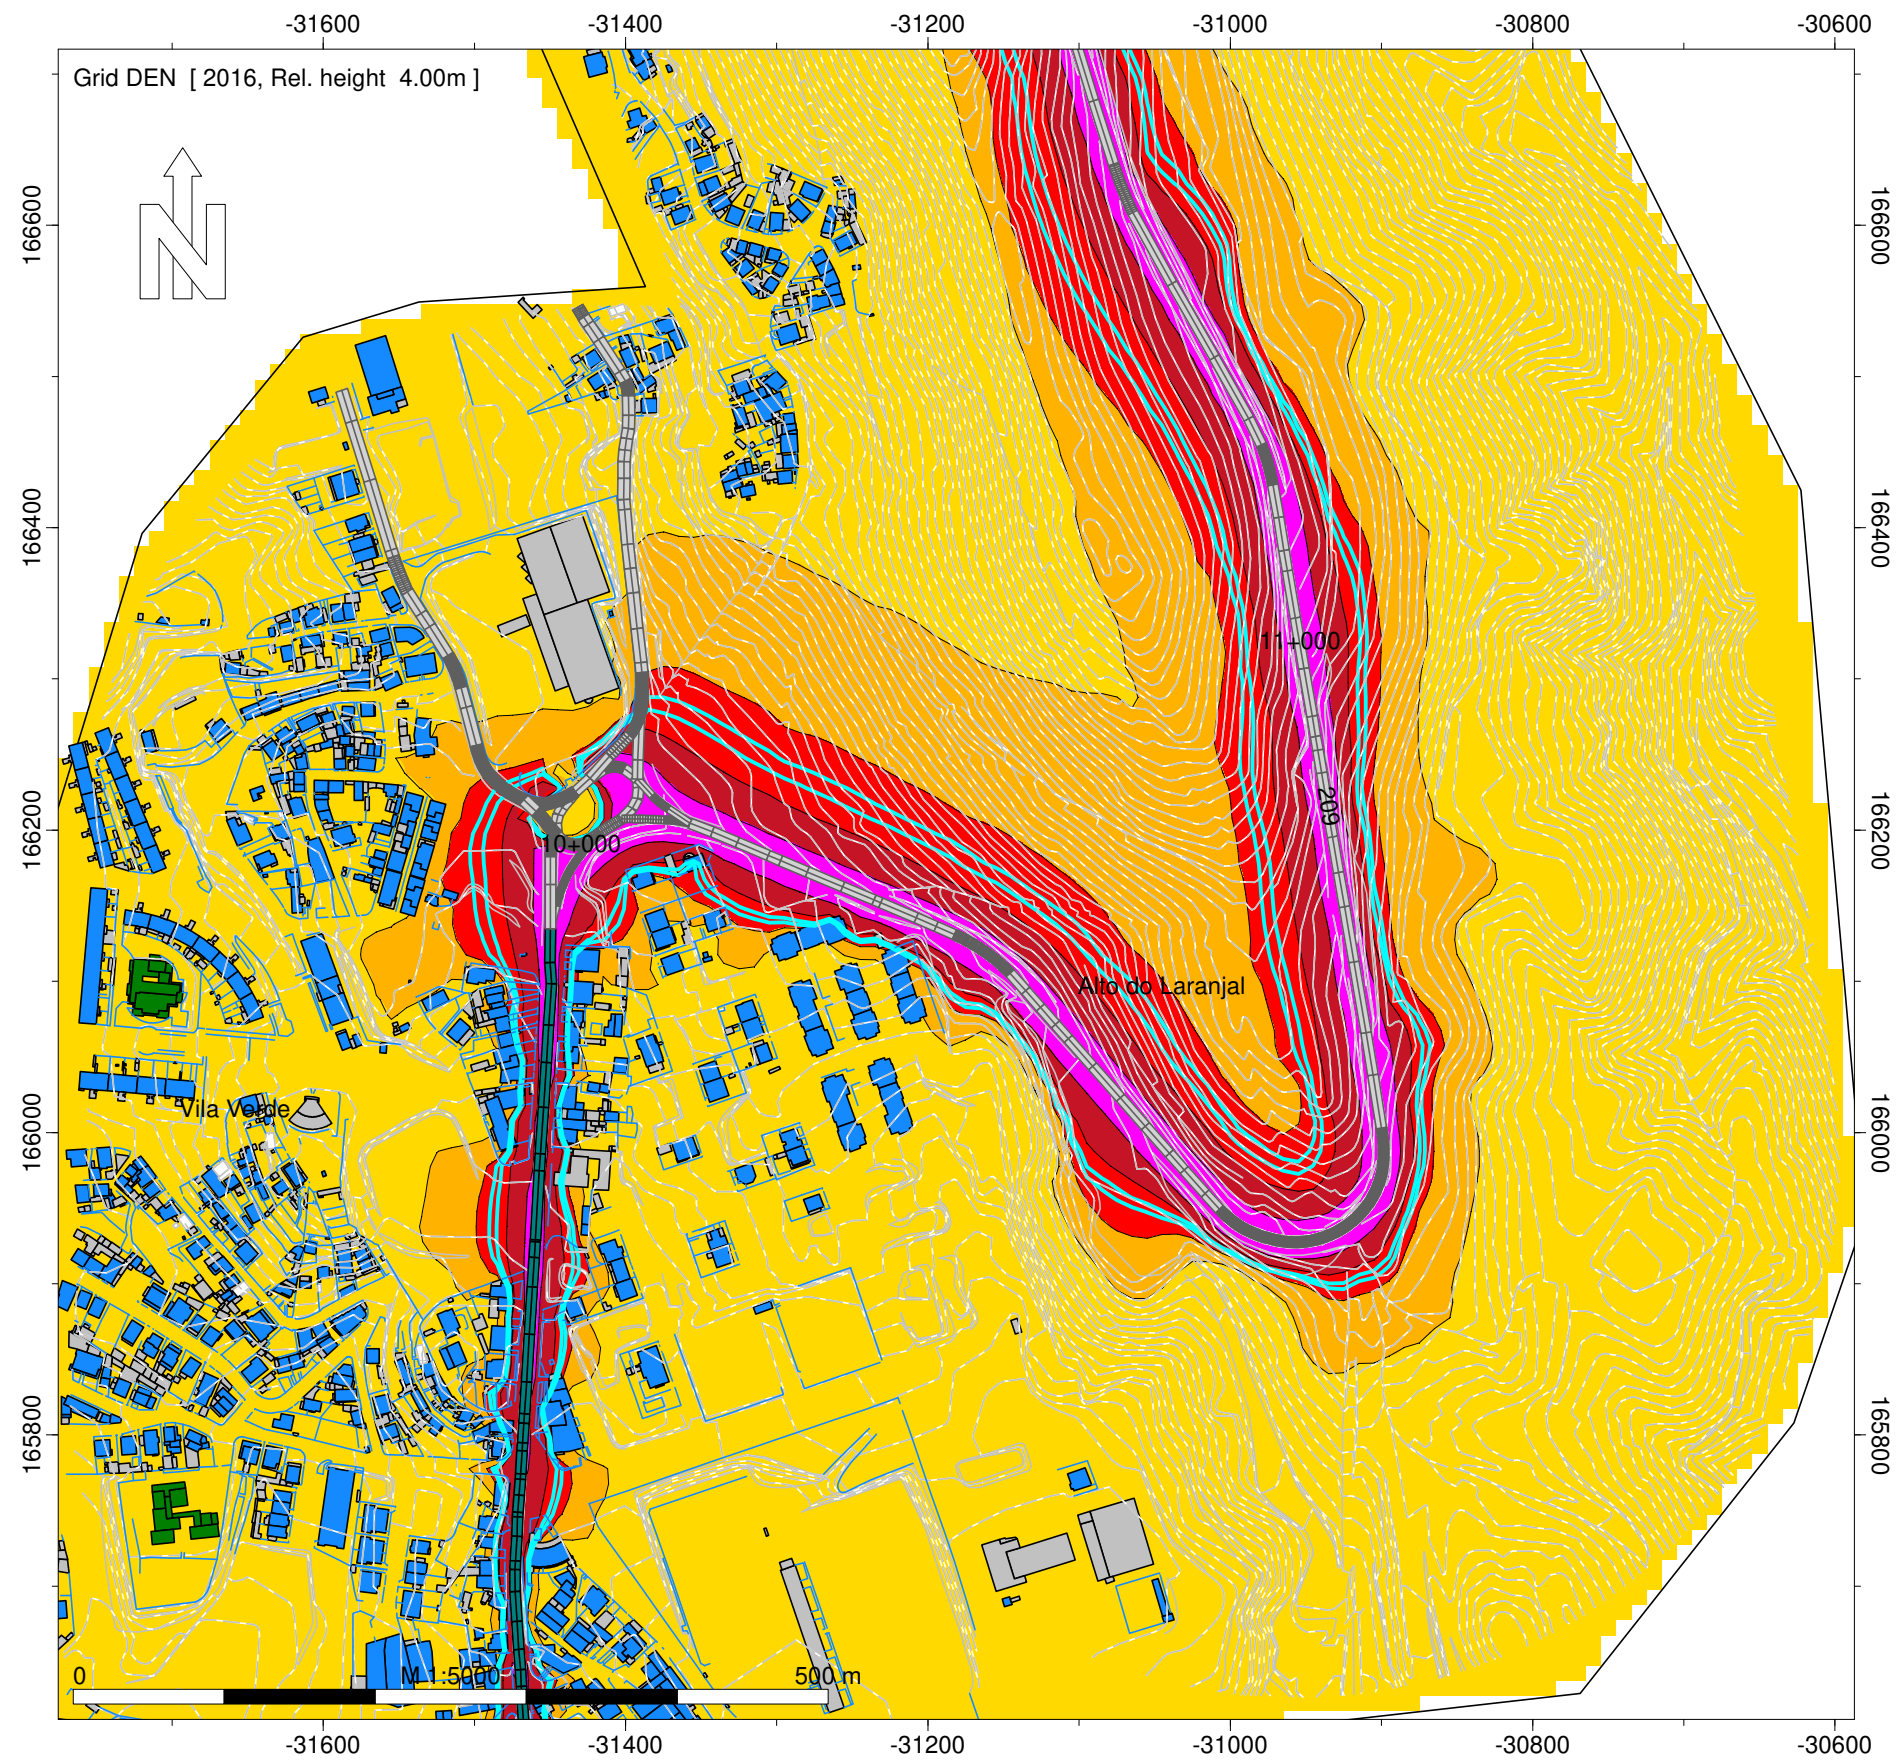 -31600 -31400 -31200 -31000 -30800 -30600
Grid DEN [ 2016, Rel. height 4.00m ]
N
166600 166600
166400 166400
11+000
209
166200 166200
10+000
Alto do Laranjal
Vila Verde
166000 166000
165800 165800
0 M 1:5000 500 m
-31600 -31400 -31200 -31000 -30800 -30600